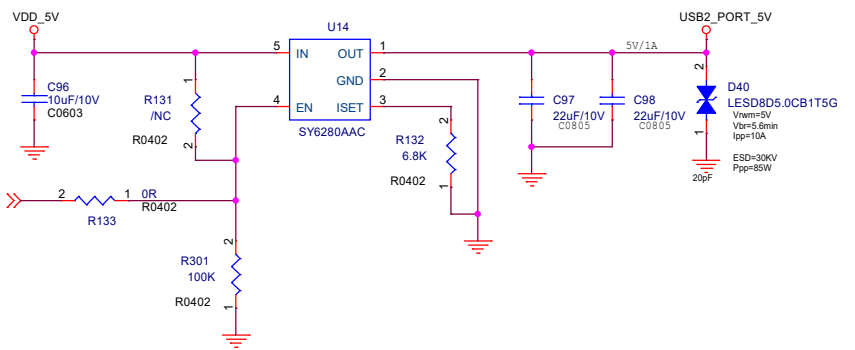 VDD_5V
USB2_PORT_5V
U14
5
IN
OUT
1
5V/1A
C96
10uF/10V
C0603
1
R131
/NC
R0402
2
GND
2
4
EN
ISET
3
SY6280AAC
2
R132
6.8K
R0402
1
C97
22uF/10V
C0805
C98
22uF/10V
C0805
2
D40
LESD8D5.0CB1T5G
Vrwm=5V
Vbr=5.6min
Ipp=10A
1
ESD=30KV
Ppp=85W
20pF
2
1
0R
R0402
R133
2
R301
100K
R0402
1